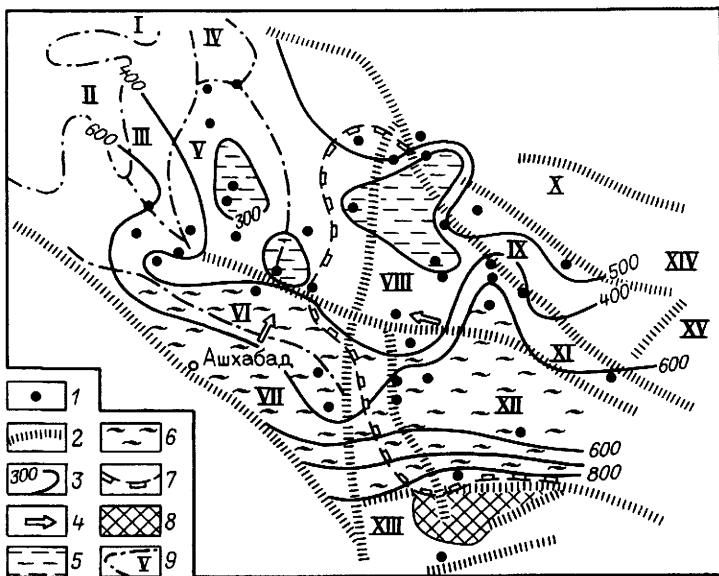 I
IV
400
II
600
III
V
X
300
VIII
IX
XIV
500
400
XV
VI
XI
Ашхабад
600
VII
XII
600
800
XIII
1
6
2
7
300 3
8
4
5
V 9